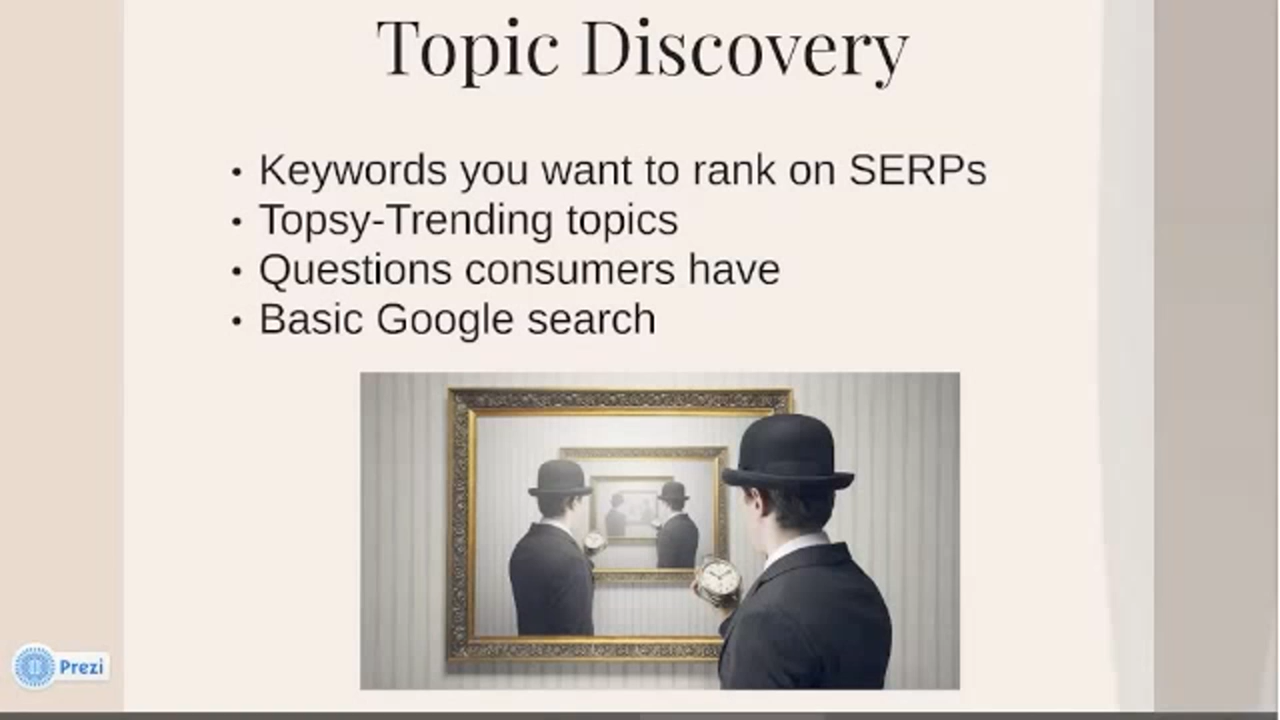 Topic Discovery
• Keywords you want to rank on SERPs
• Topsy-Trending topics
• Questions consumers have
• Basic Google search
Prezi